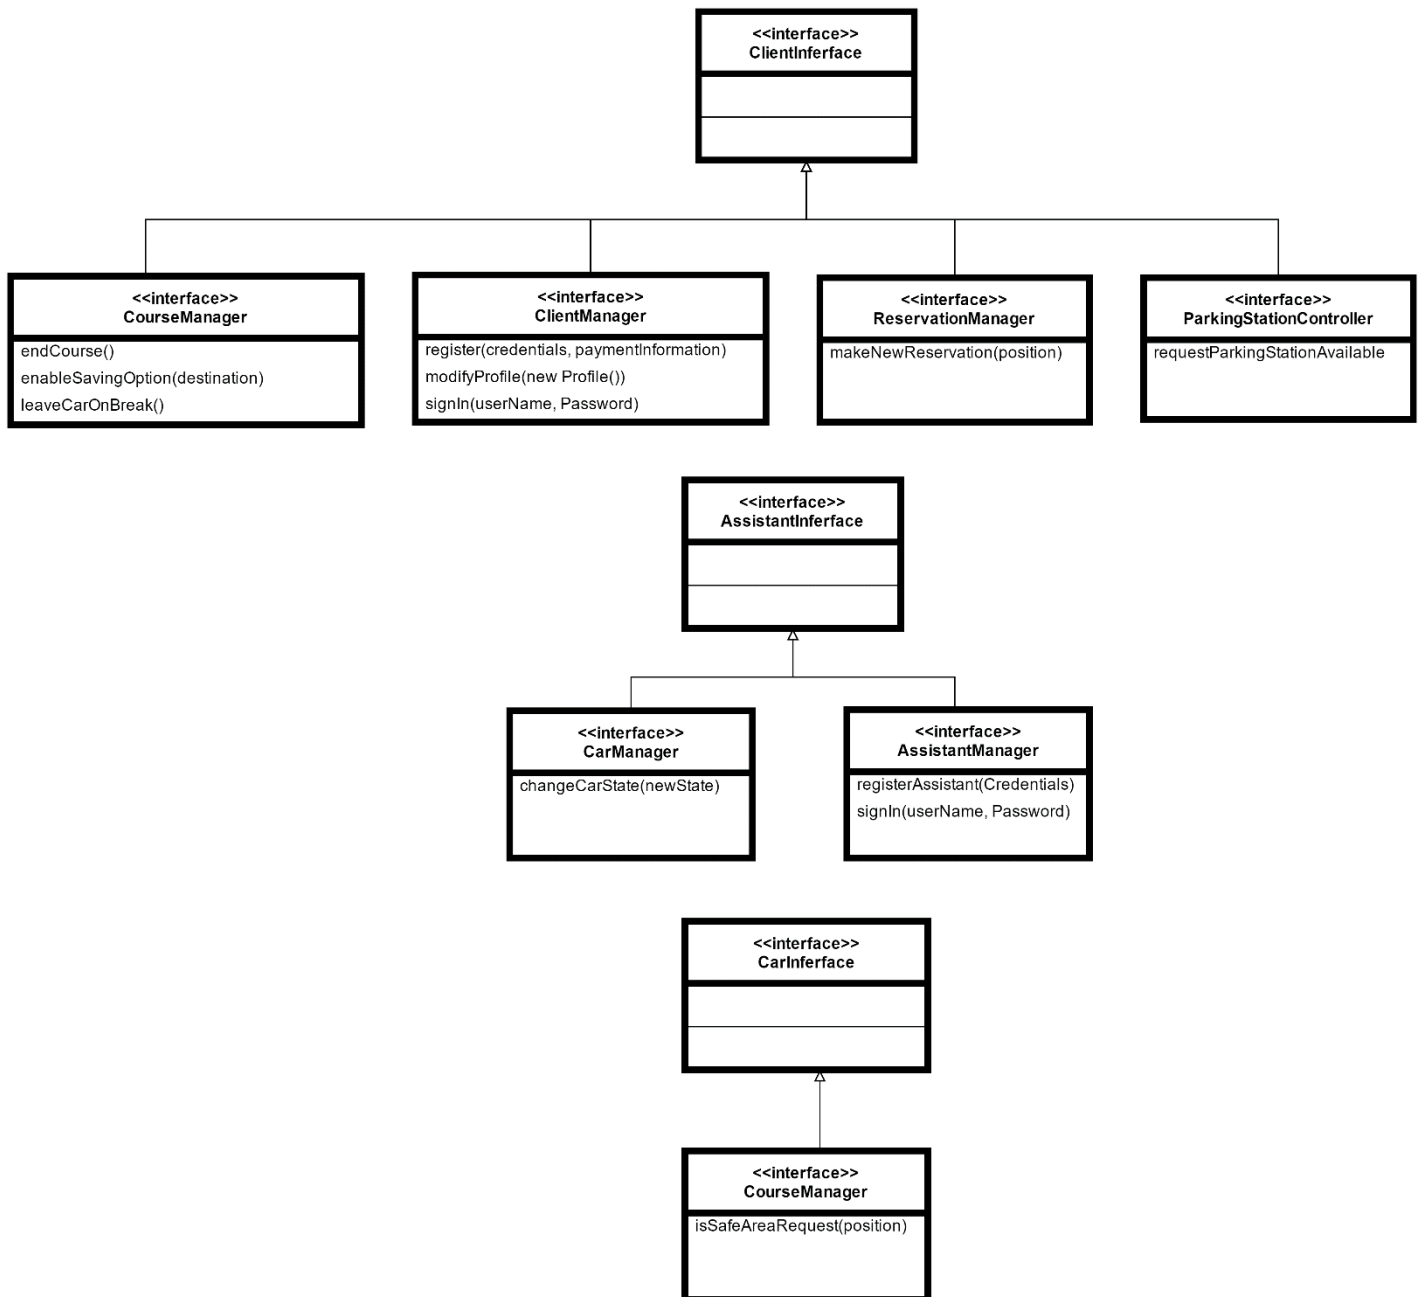 <<interface>>
ClientInferface
<<interface>>
CourseManager
endCourse()
enableSavingOption(destination)
leaveCarOnBreak()
<<interface>>
ClientManager
register(credentials, paymentInformation)
modifyProfile(new Profile())
signIn(userName, Password)
<<interface>>
ReservationManager
makeNewReservation(position)
<<interface>>
ParkingStationController
requestParkingStationAvailable
<<interface>>
AssistantInferface
<<interface>>
CarManager
changeCarState(newState)
<<interface>>
AssistantManager
registerAssistant(Credentials)
signIn(userName, Password)
<<interface>>
CarInferface
<<interface>>
CourseManager
isSafeAreaRequest(position)